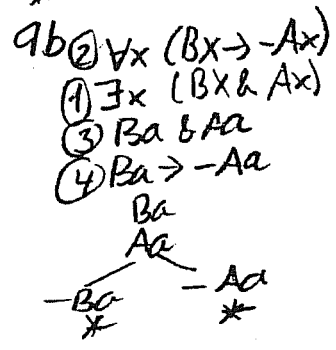 9b ② ∀x (Bx → -Ax)
① ∃x (Bx & Ax)
③ Ba & Aa
④ Ba → -Aa
Ba
Aa
-Ba - Aa
* *